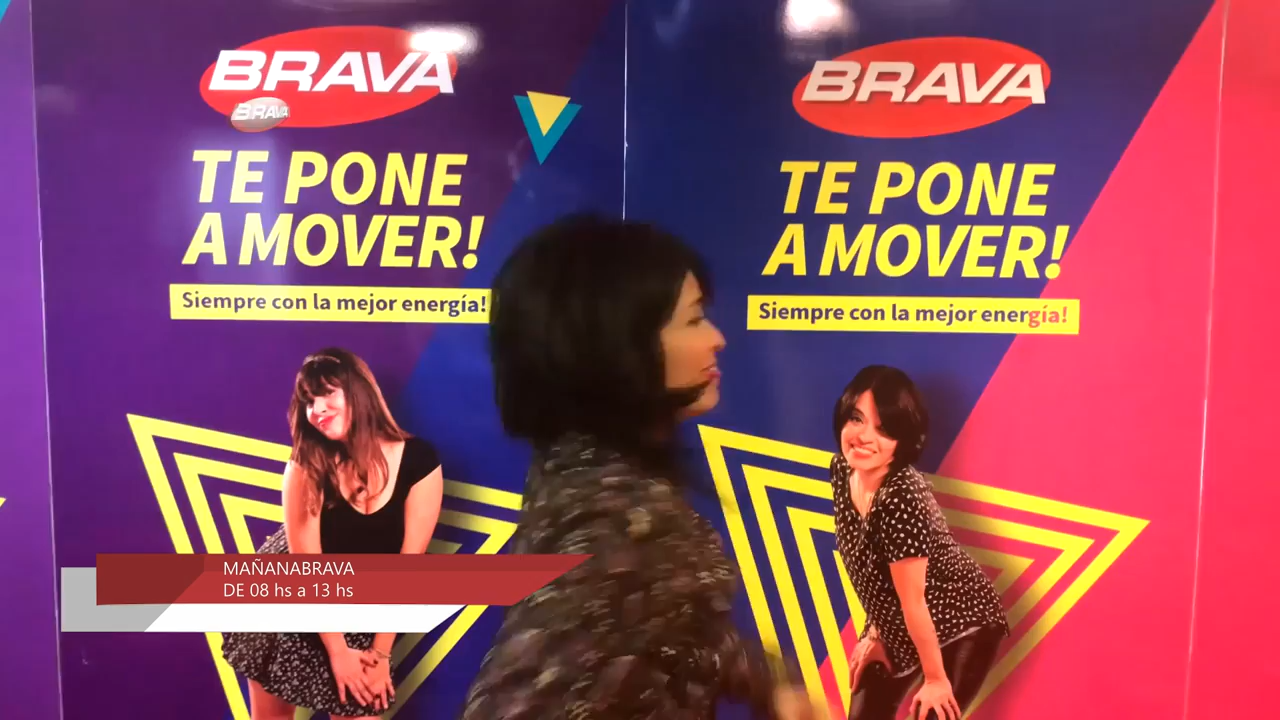 BRAVA
BRAVA
TE PONE
A MOVER!
Siempre con la mejor energía!
BRAVA
TE PONE
A MOVER!
Siempre con la mejor energía!
MAÑANABRAVA
DE 08 hs a 13 hs